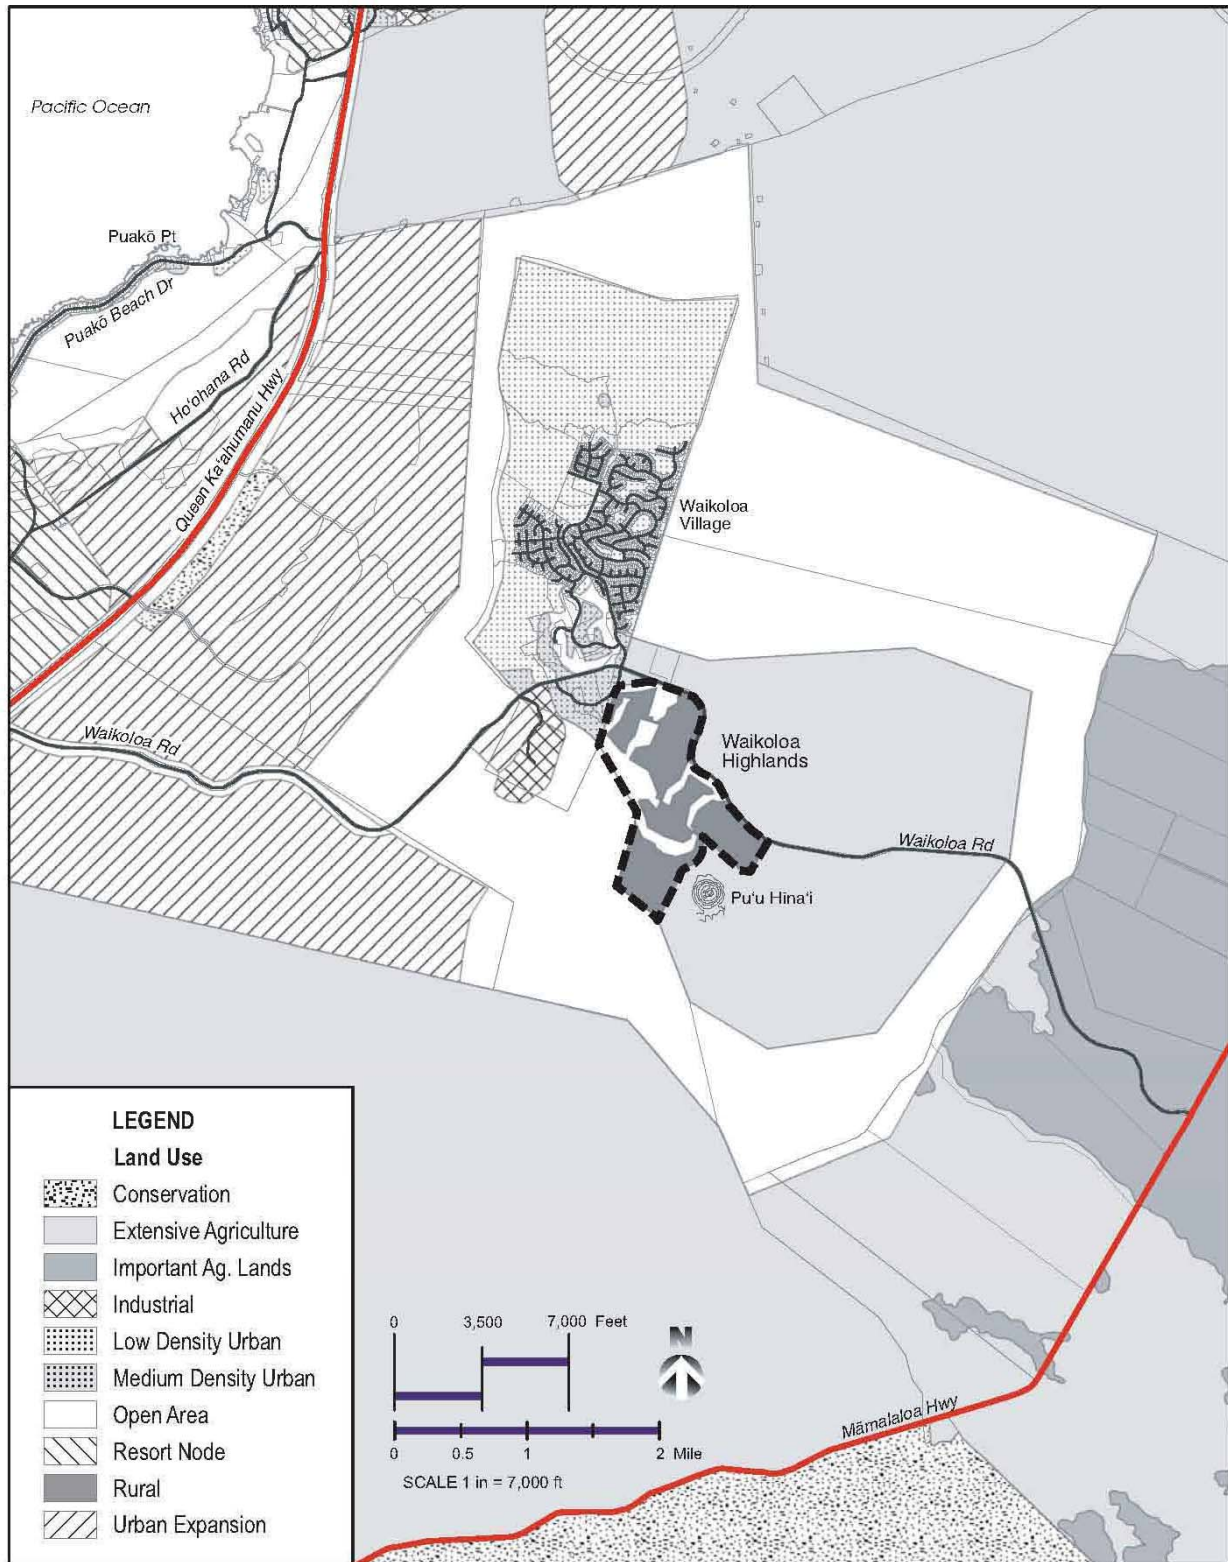 Pacific Ocean
Puakō Pt
Puakō Beach Dr
Ho‘ohana Rd
Queen Ka‘ahumanu Hwy
Waikoloa
Village
Waikoloa
Highlands
Waikoloa Rd
Waikoloa Rd
Pu‘u Hīna‘i
LEGEND
Land Use
Conservation
Extensive Agriculture
Important Ag. Lands
Industrial
Low Density Urban
Medium Density Urban
Open Area
Resort Node
Rural
Urban Expansion
0 3,500 7,000 Feet
N
0 0.5 1 2 Mile
SCALE 1 in = 7,000 ft
Māmalaloa Hwy